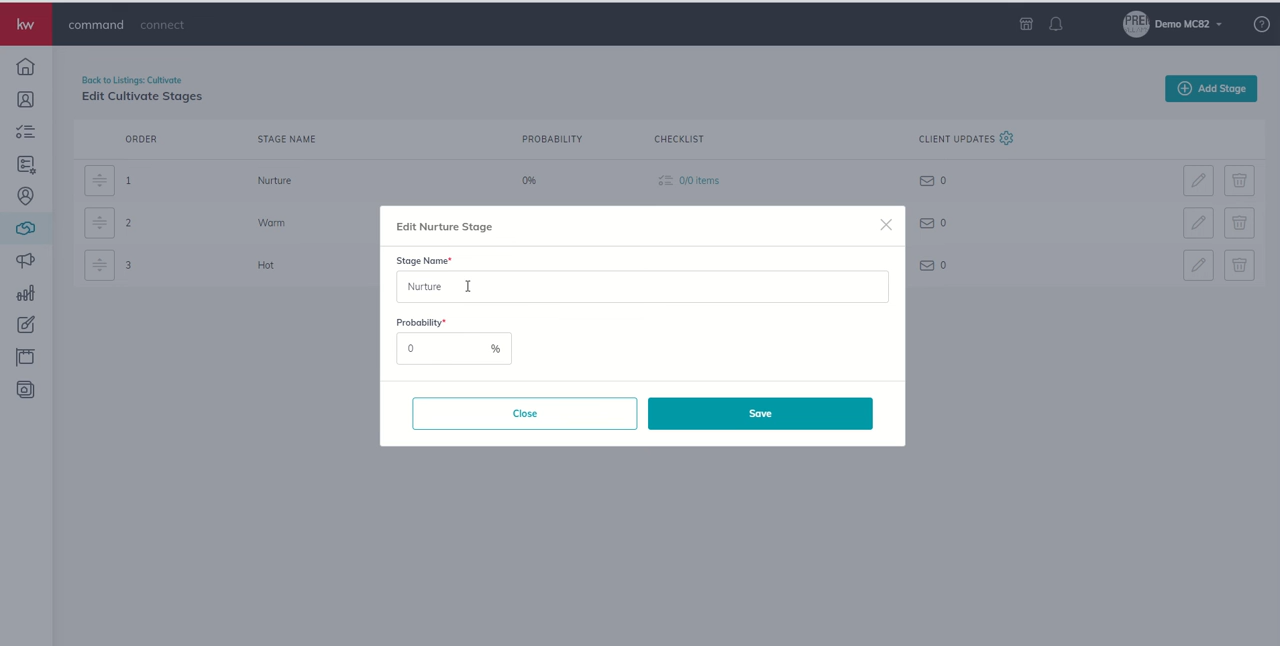 kw command connect Demo MC82
Back to Listings: Cultivate
Edit Cultivate Stages
Add Stage
ORDER STAGE NAME PROBABILITY CHECKLIST CLIENT UPDATES
1 Nurture 0% 0/0 items 0
2 Warm 0
3 Hot 0
Edit Nurture Stage
Stage Name*
Nurture
Probability*
0 %
Close Save